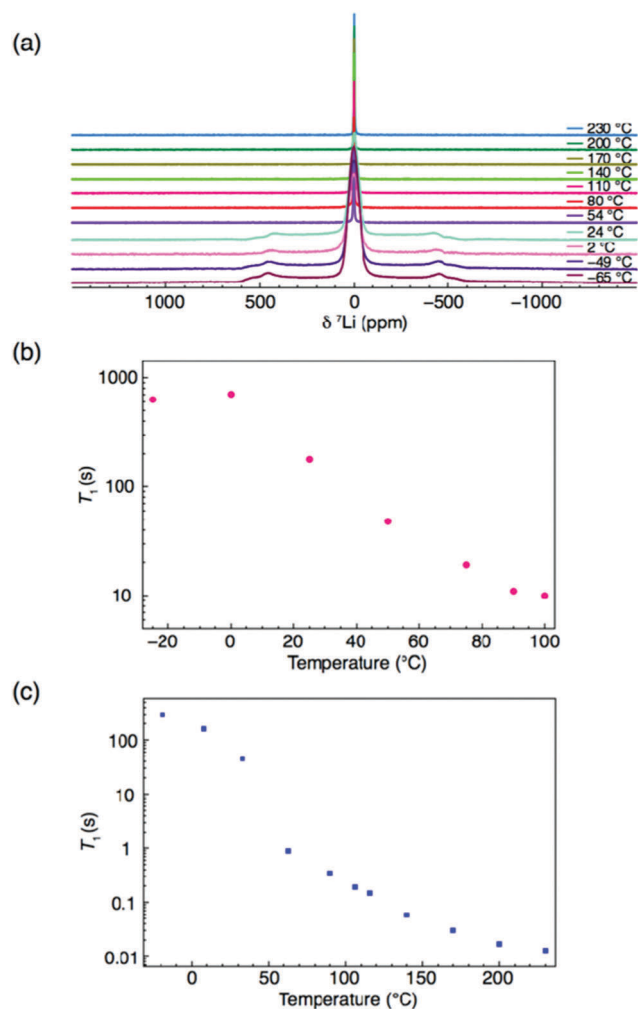 (a)
230 °C
200 °C
170 °C
140 °C
110 °C
80 °C
54 °C
24 °C
2 °C
−49 °C
−65 °C
1000 500 0 −500 −1000
δ ⁷Li (ppm)
(b)
1000
100
10
T₁ (s)
−20 0 20 40 60 80 100
Temperature (°C)
(c)
100
10
1
0.1
0.01
T₁ (s)
0 50 100 150 200
Temperature (°C)